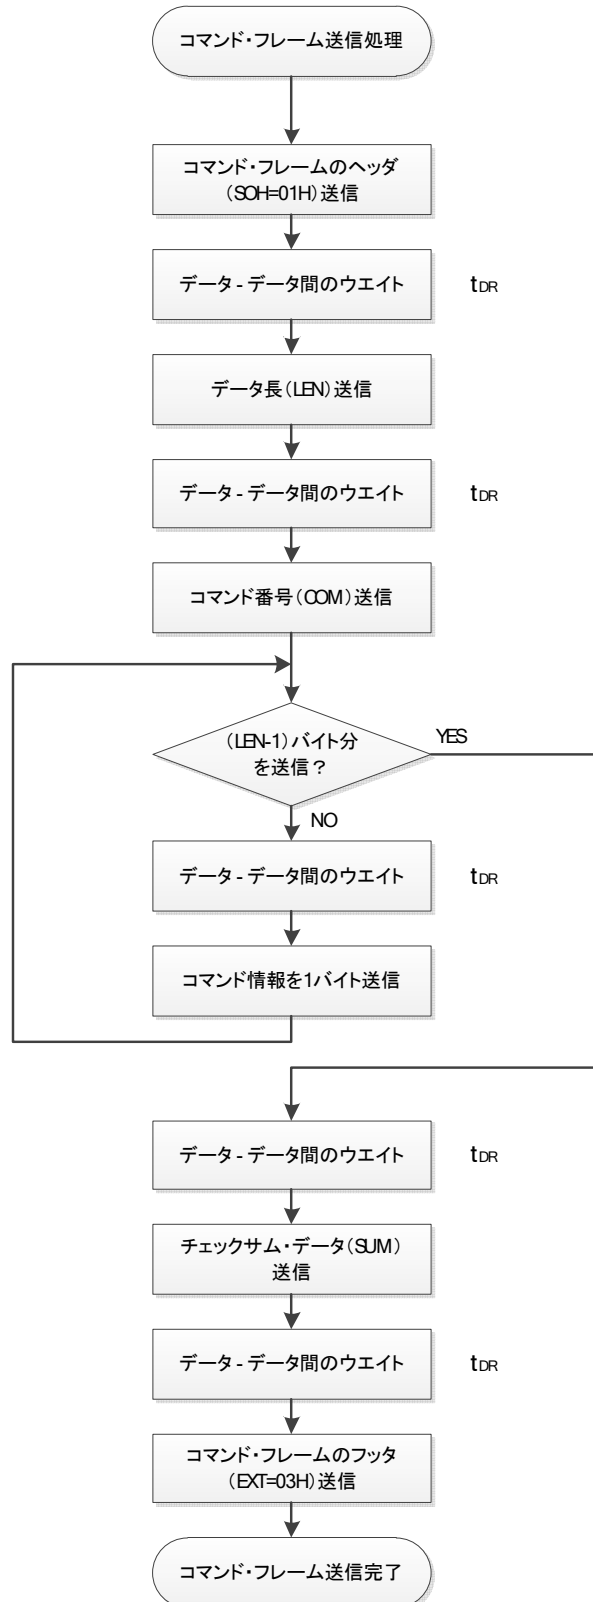 コマンド・フレーム送信処理
コマンド・フレームのヘッダ
(SOH=01H)送信
データ - データ間のウエイト
tDR
データ長(LEN)送信
データ - データ間のウエイト
tDR
コマンド番号(COM)送信
(LEN-1)バイト分
を送信?
YES
NO
データ - データ間のウエイト
tDR
コマンド情報を1バイト送信
データ - データ間のウエイト
tDR
チェックサム・データ(SUM)
送信
データ - データ間のウエイト
tDR
コマンド・フレームのフッタ
(EXT=03H)送信
コマンド・フレーム送信完了